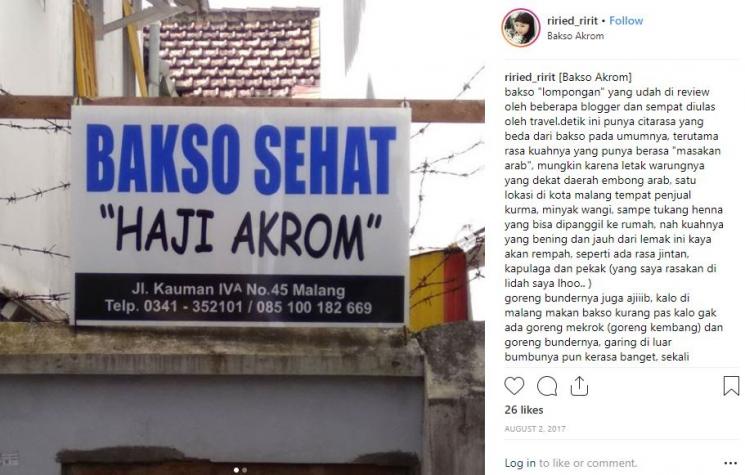 BAKSO SEHAT
"HAJI AKROM"
Jl. Kauman IVA No.45 Malang
Telp. 0341 - 352101 / 085 100 182 669
riried_ririt • Follow
Bakso Akrom
riried_ririt [Bakso Akrom]
bakso "lompongan" yang udah di review
oleh beberapa blogger dan sempat diulas
oleh travel.detik ini punya citarasa yang
beda dari bakso pada umumnya, terutama
rasa kuahnya yang punya berasa "masakan
arab", mungkin karena letak warungnya
yang dekat daerah embong arab, satu
lokasi di kota malang tempat penjual
kurma, minyak wangi, sampe tukang henna
yang bisa dipanggil ke rumah, nah kuahnya
yang bening dan jauh dari lemak ini kaya
akan rempah, seperti ada rasa jintan,
kapulaga dan pekak (yang saya rasakan di
lidah saya lhoo.. )
goreng bundernya juga ajiiib, kalo di
malang makan bakso kurang pas kalo gak
ada goreng mekrok (goreng kembang) dan
goreng bundernya, garing di luar
bumbunya pun kerasa banget, sekali
26 likes
AUGUST 2, 2017
Log in to like or comment.